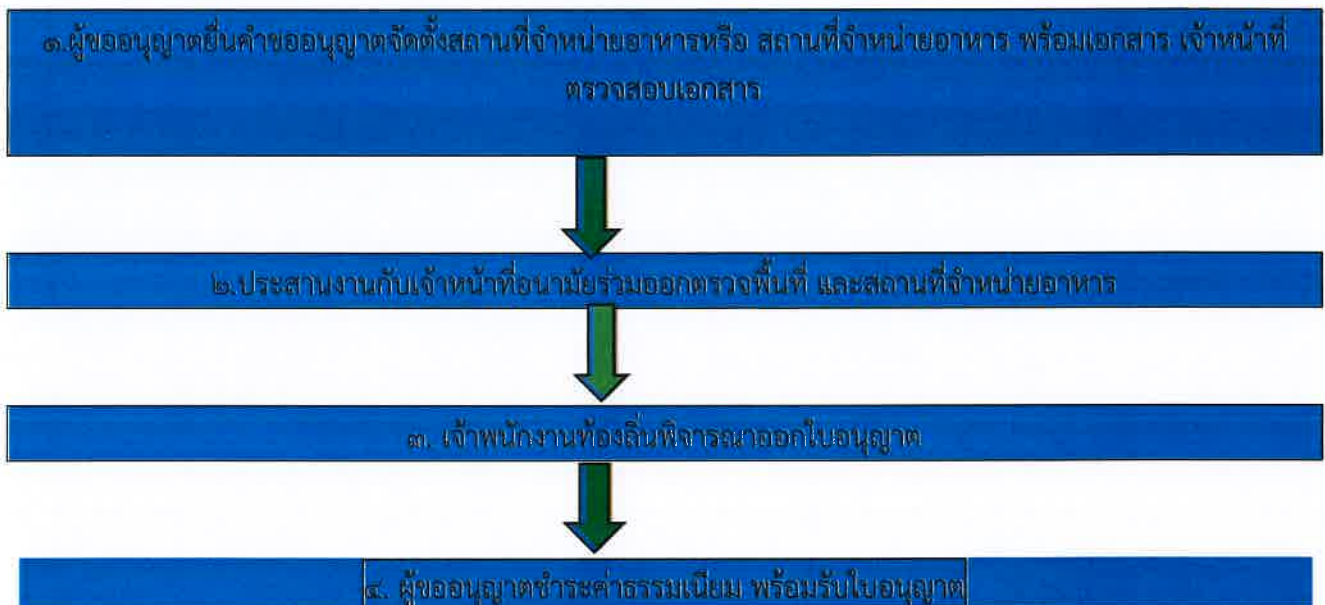 ๑.ผู้ขออนุญาตยื่นคำขออนุญาตจัดตั้งสถานที่จำหน่ายอาหารหรือ สถานที่จำหน่ายอาหาร พร้อมเอกสาร เจ้าหน้าที่
ตรวจสอบเอกสาร
๒.ประสานงานกับเจ้าหน้าที่อนามัยร่วมออกตรวจพื้นที่ และสถานที่จำหน่ายอาหาร
๓. เจ้าพนักงานท้องถิ่นพิจารณาออกใบอนุญาต
๔. ผู้ขออนุญาตชำระค่าธรรมเนียม พร้อมรับใบอนุญาต